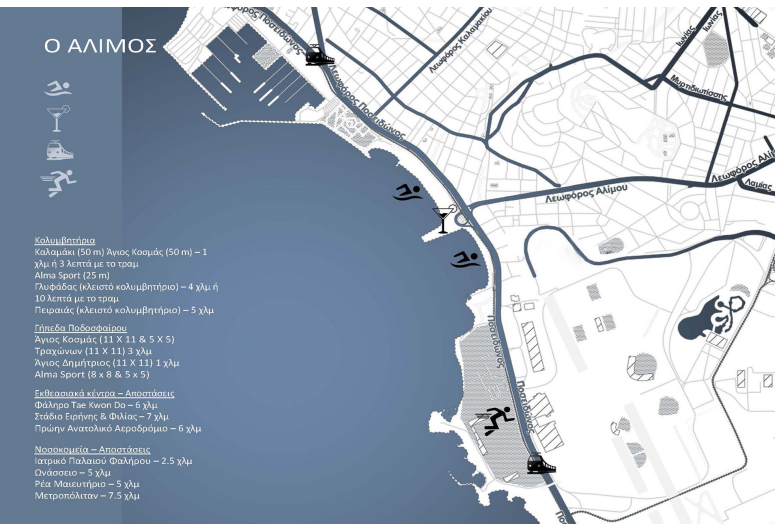 Ο ΑΛΙΜΟΣ
Κολυμβητήρια
Καλαμάκι (50 m) Άγιος Κοσμάς (50 m) – 1
χλμ ή 3 λεπτά με το τραμ
Alma Sport (25 m)
Γλυφάδας (κλειστό κολυμβητήριο) – 4 χλμ ή
10 λεπτά με το τραμ
Πειραιάς (κλειστό κολυμβητήριο) – 5 χλμ
Γήπεδα Ποδοσφαίρου
Άγιος Κοσμάς (11 Χ 11 & 5 Χ 5)
Τραχώνων (11 Χ 11) 3 χλμ
Άγιος Δημήτριος (11 Χ 11) 1 χλμ
Alma Sport (8 x 8 & 5 x 5)
Εκθεσιακά κέντρα – Αποστάσεις
Φάληρο Tae Kwon Do – 6 χλμ
Στάδιο Ειρήνης & Φιλίας – 7 χλμ
Πρώην Ανατολικό Αεροδρόμιο – 6 χλμ
Νοσοκομεία – Αποστάσεις
Ιατρικό Παλαιού Φαλήρου – 2.5 χλμ
Ωνάσσειο – 5 χλμ
Ρέα Μαιευτήριο – 5 χλμ
Μετροπόλιταν – 7.5 χλμ
Ποσειδώνος
Λεωφόρος Ποσειδώνος
Λεωφόρος Καλαμακίου
Ιωνίας
Ιωνίας
Μυρτιδιωτίσσης
Λεωφόρος Αλίμου
Λαμίας
Ποσειδώνος
Ποσειδώνος